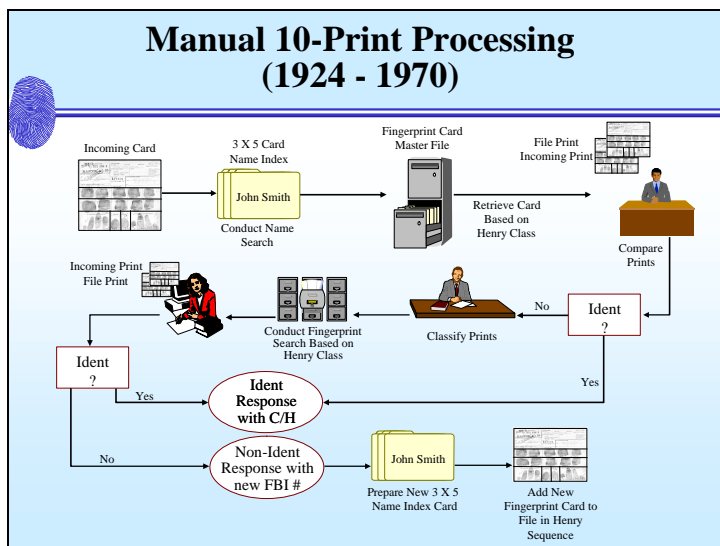 Manual 10-Print Processing
(1924 - 1970)
Incoming Card
3 X 5 Card
Name Index
John Smith
Conduct Name
Search
Fingerprint Card
Master File
Retrieve Card
Based on
Henry Class
File Print
Incoming Print
Compare
Prints
Ident
?
No
Yes
Classify Prints
Conduct Fingerprint
Search Based on
Henry Class
Incoming Print
File Print
Ident
?
Yes
Ident
Response
with C/H
No
Non-Ident
Response with
new FBI #
John Smith
Prepare New 3 X 5
Name Index Card
Add New
Fingerprint Card to
File in Henry
Sequence